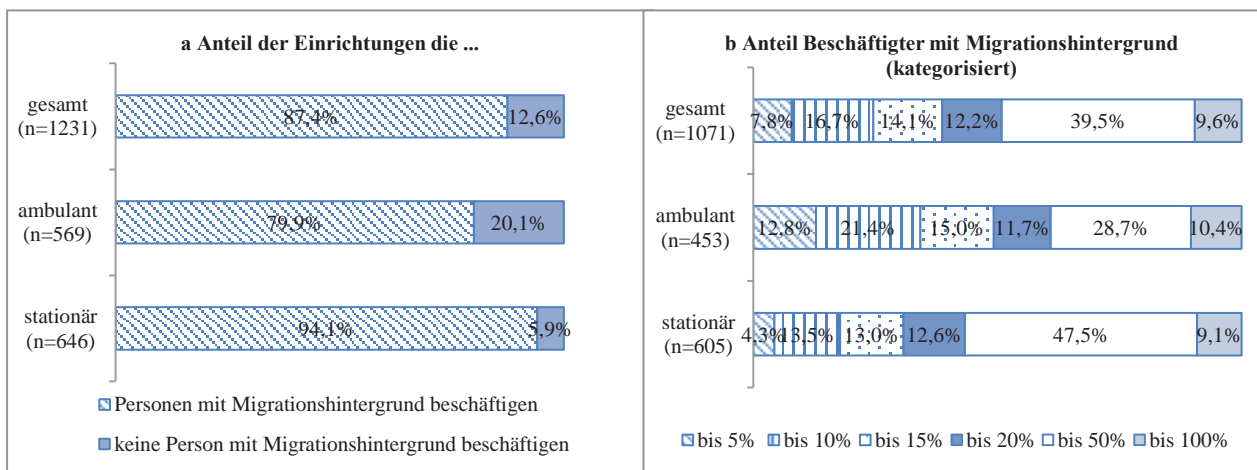 a Anteil der Einrichtungen die ...
gesamt
(n=1231)
87,4%
12,6%
ambulant
(n=569)
79,9%
20,1%
stationär
(n=646)
94,1%
5,9%
Personen mit Migrationshintergrund beschäftigen
keine Person mit Migrationshintergrund beschäftigen
b Anteil Beschäftigter mit Migrationshintergrund
(kategorisiert)
gesamt
(n=1071)
7,8% 16,7% 14,1% 12,2% 39,5% 9,6%
ambulant
(n=453)
12,8% 21,4% 15,0% 11,7% 28,7% 10,4%
stationär
(n=605)
4,3% 13,5% 13,0% 12,6% 47,5% 9,1%
bis 5% bis 10% bis 15% bis 20% bis 50% bis 100%